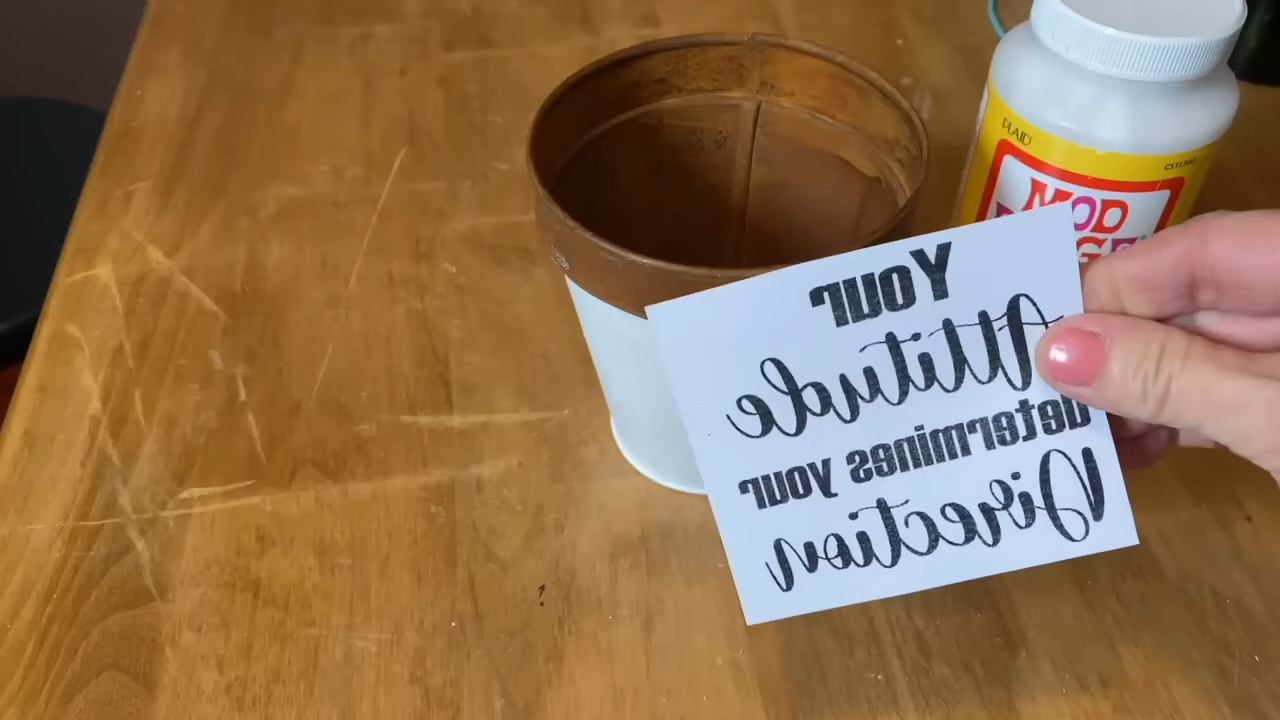 PLAID
MOD
Your
Attitude
determines your
Direction